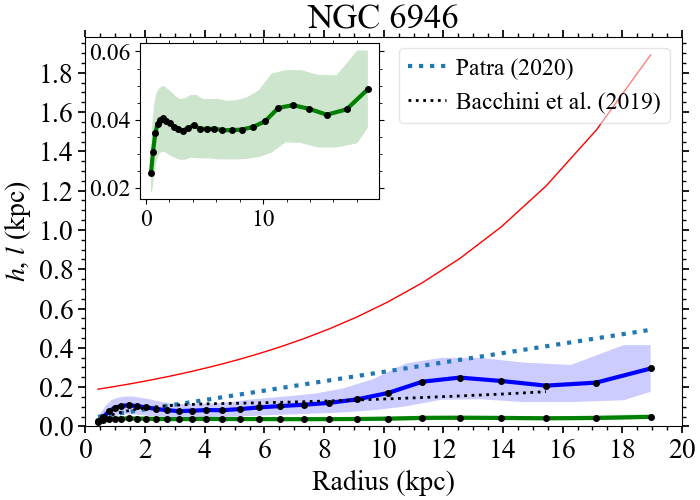 NGC 6946
h, l (kpc)
1.8
1.6
1.4
1.2
1.0
0.8
0.6
0.4
0.2
0.0
0.06
0.04
0.02
0 10
Patra (2020)
Bacchini et al. (2019)
0 2 4 6 8 10 12 14 16 18 20
Radius (kpc)